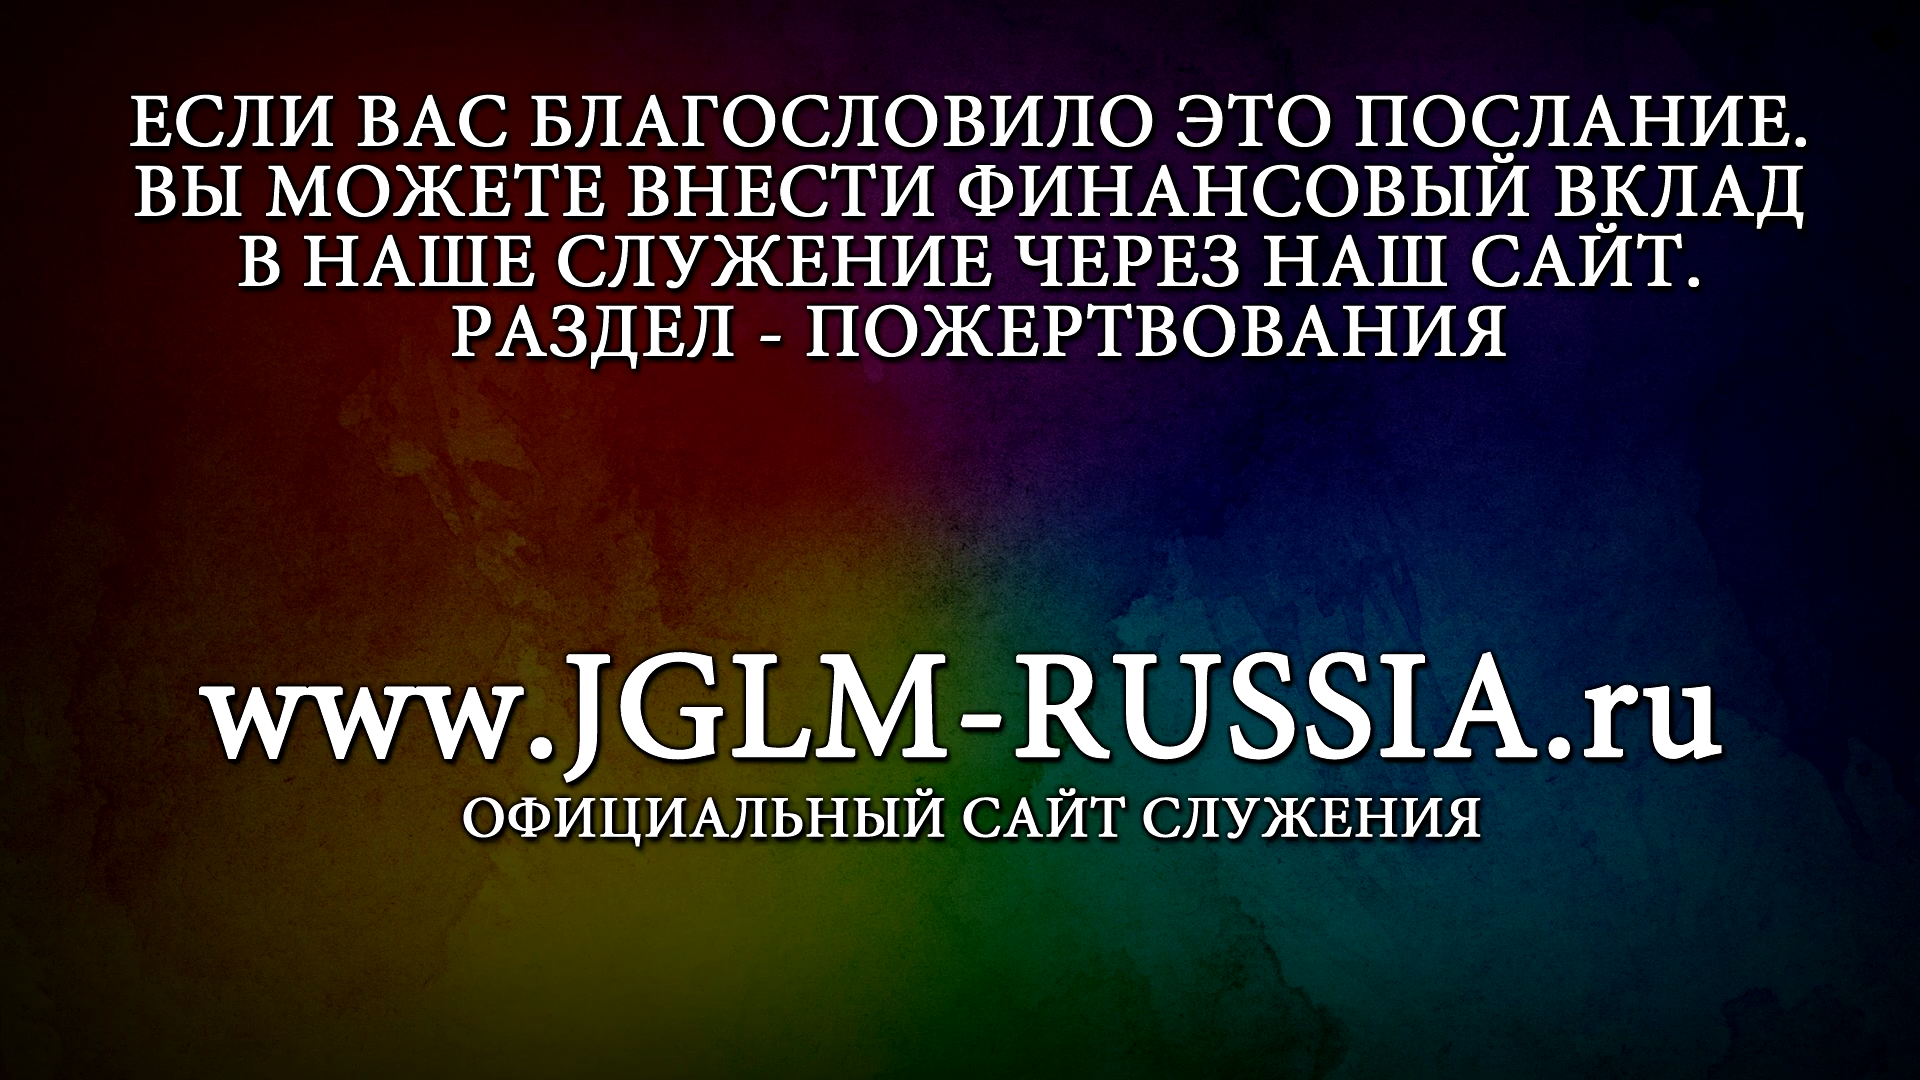 ЕСЛИ ВАС БЛАГОСЛОВИЛО ЭТО ПОСЛАНИЕ.
ВЫ МОЖЕТЕ ВНЕСТИ ФИНАНСОВЫЙ ВКЛАД
В НАШЕ СЛУЖЕНИЕ ЧЕРЕЗ НАШ САЙТ.
РАЗДЕЛ - ПОЖЕРТВОВАНИЯ
www.JGLM-RUSSIA.ru
ОФИЦИАЛЬНЫЙ САЙТ СЛУЖЕНИЯ